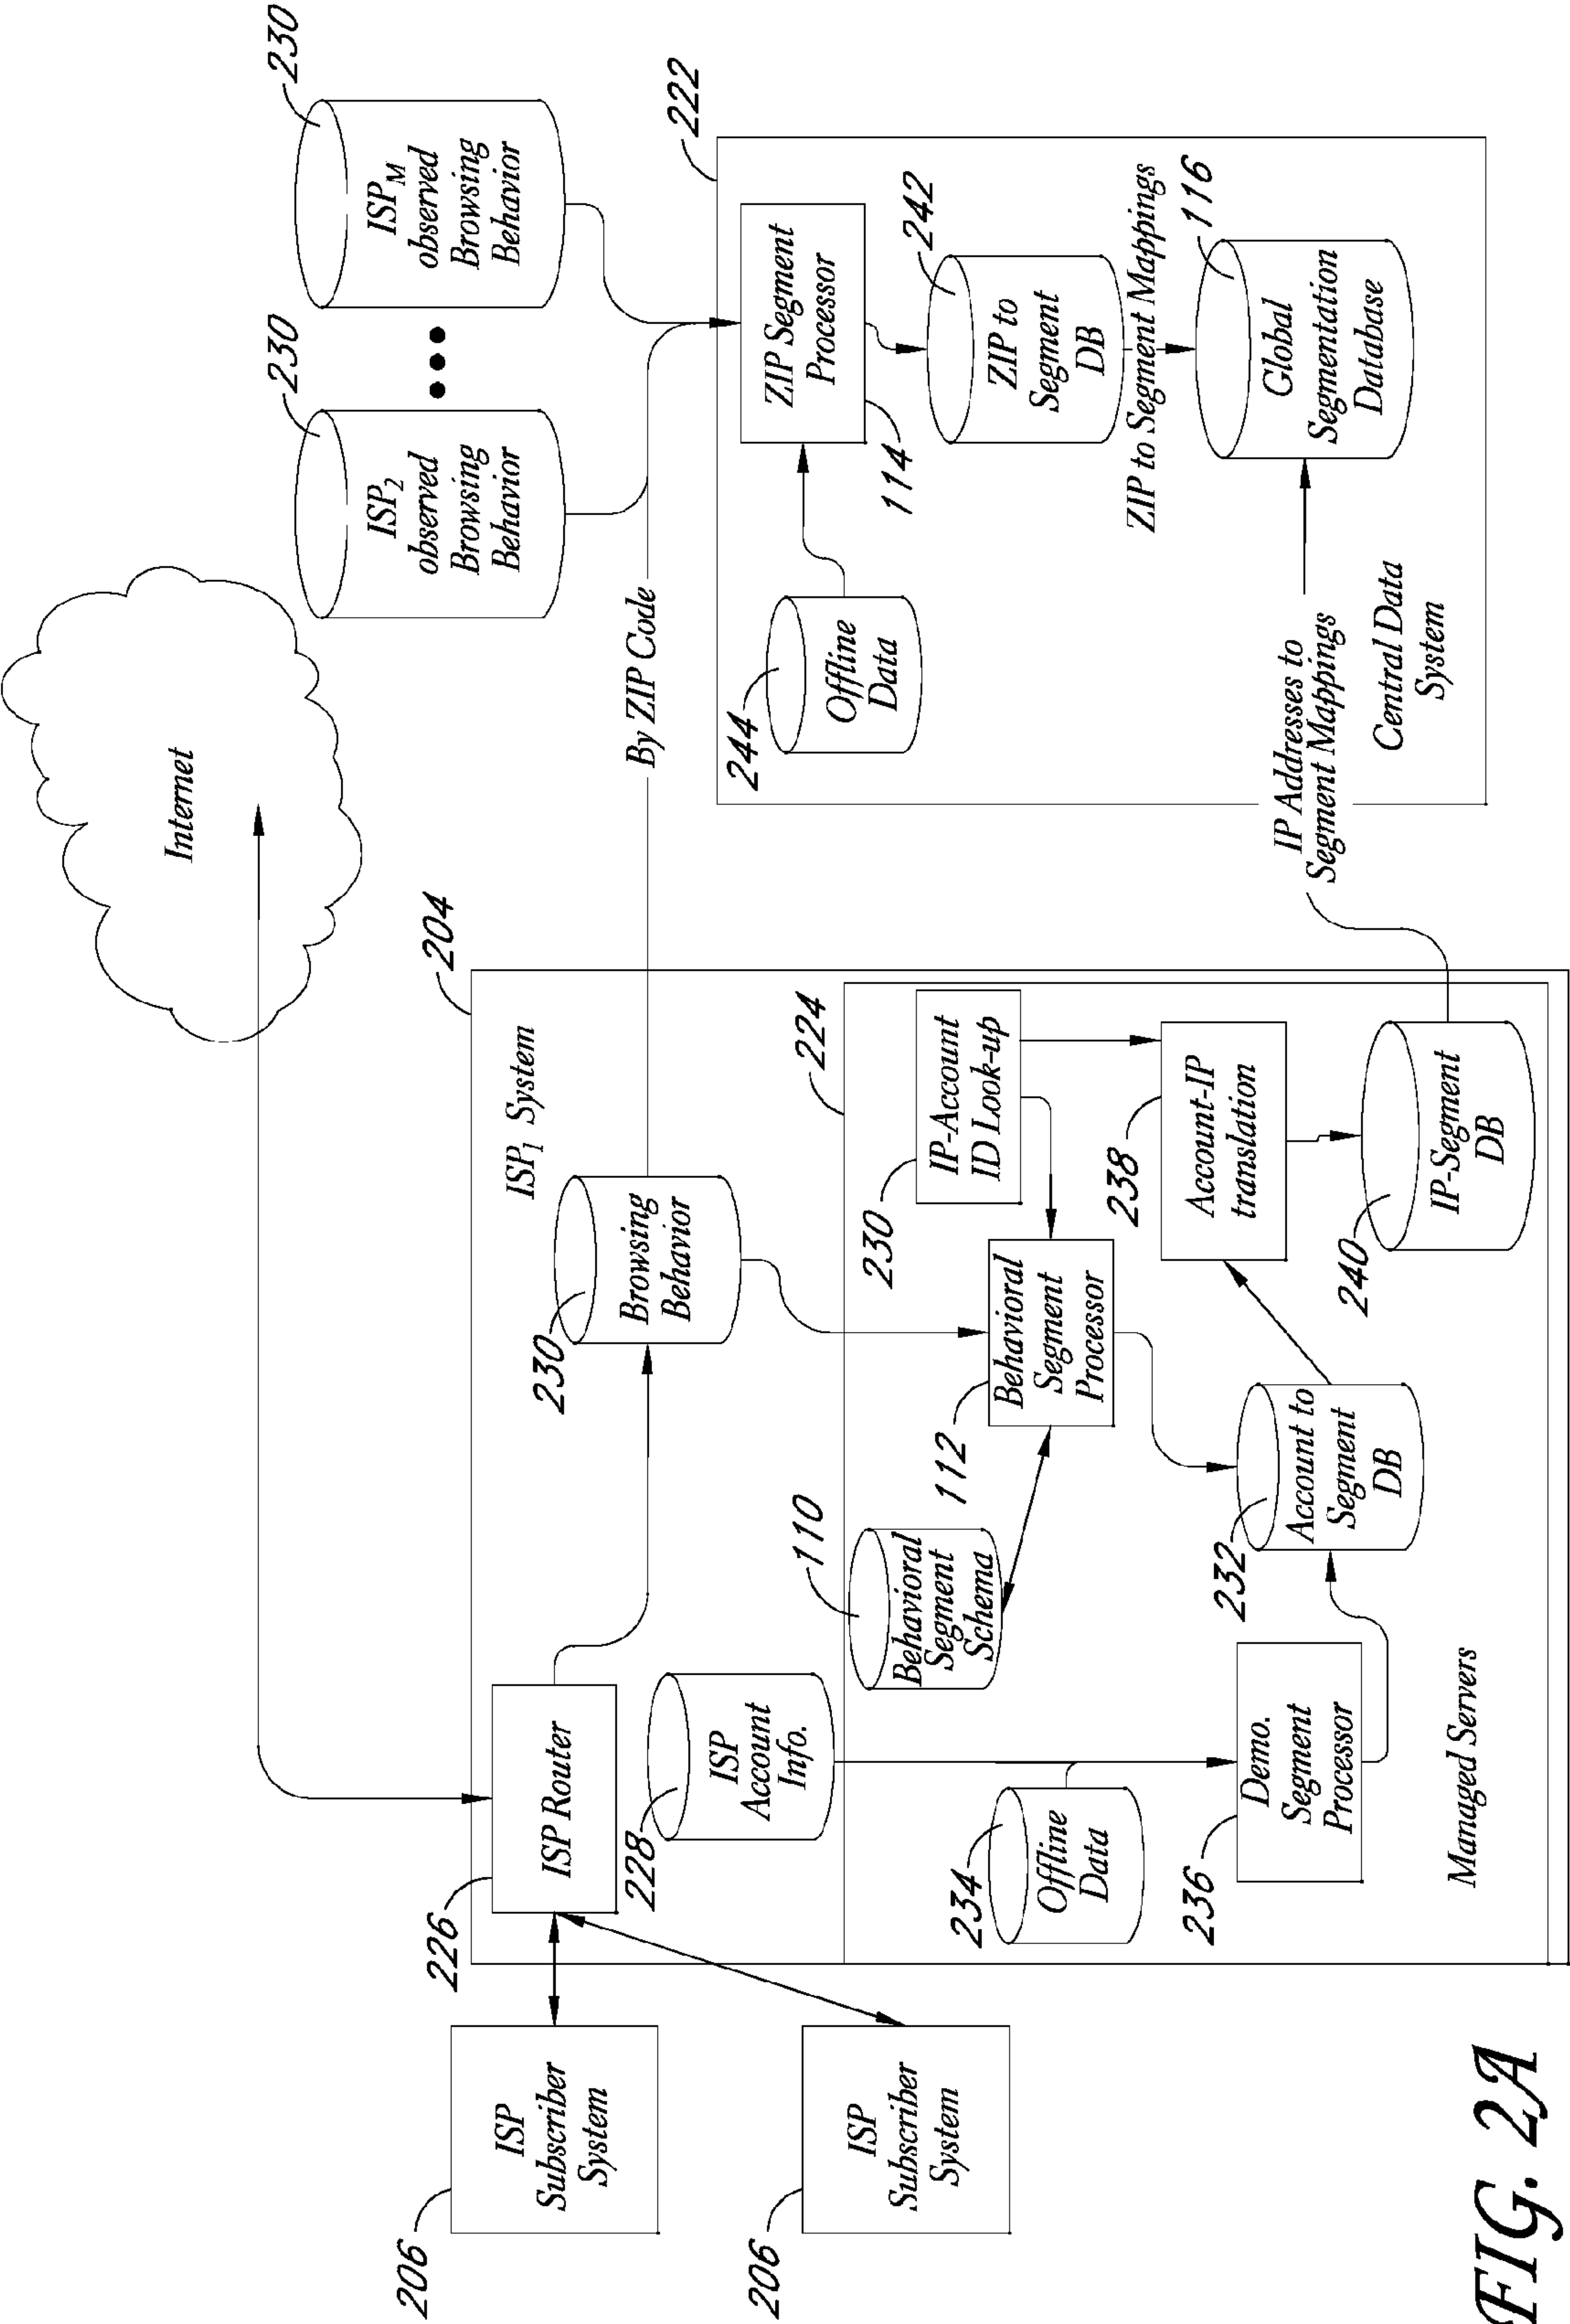 Internet
204
ISP1 System
206
ISP
Subscriber
System
206
ISP
Subscriber
System
226
ISP Router
228
ISP
Account
Info.
230
Browsing
Behavior
224
110
Behavioral
Segment
Schema
112
Behavioral
Segment
Processor
230
IP-Account
ID Look-up
234
Offline
Data
236
Demo.
Segment
Processor
232
Account to
Segment
DB
238
Account-IP
translation
240
IP-Segment
DB
Managed Servers
By ZIP Code
230
ISP2
observed
Browsing
Behavior
230
ISPM
observed
Browsing
Behavior
222
244
Offline
Data
114
ZIP Segment
Processor
242
ZIP to
Segment
DB
ZIP to Segment Mappings
116
Global
Segmentation
Database
IP Addresses to
Segment Mappings
Central Data
System
FIG. 2A